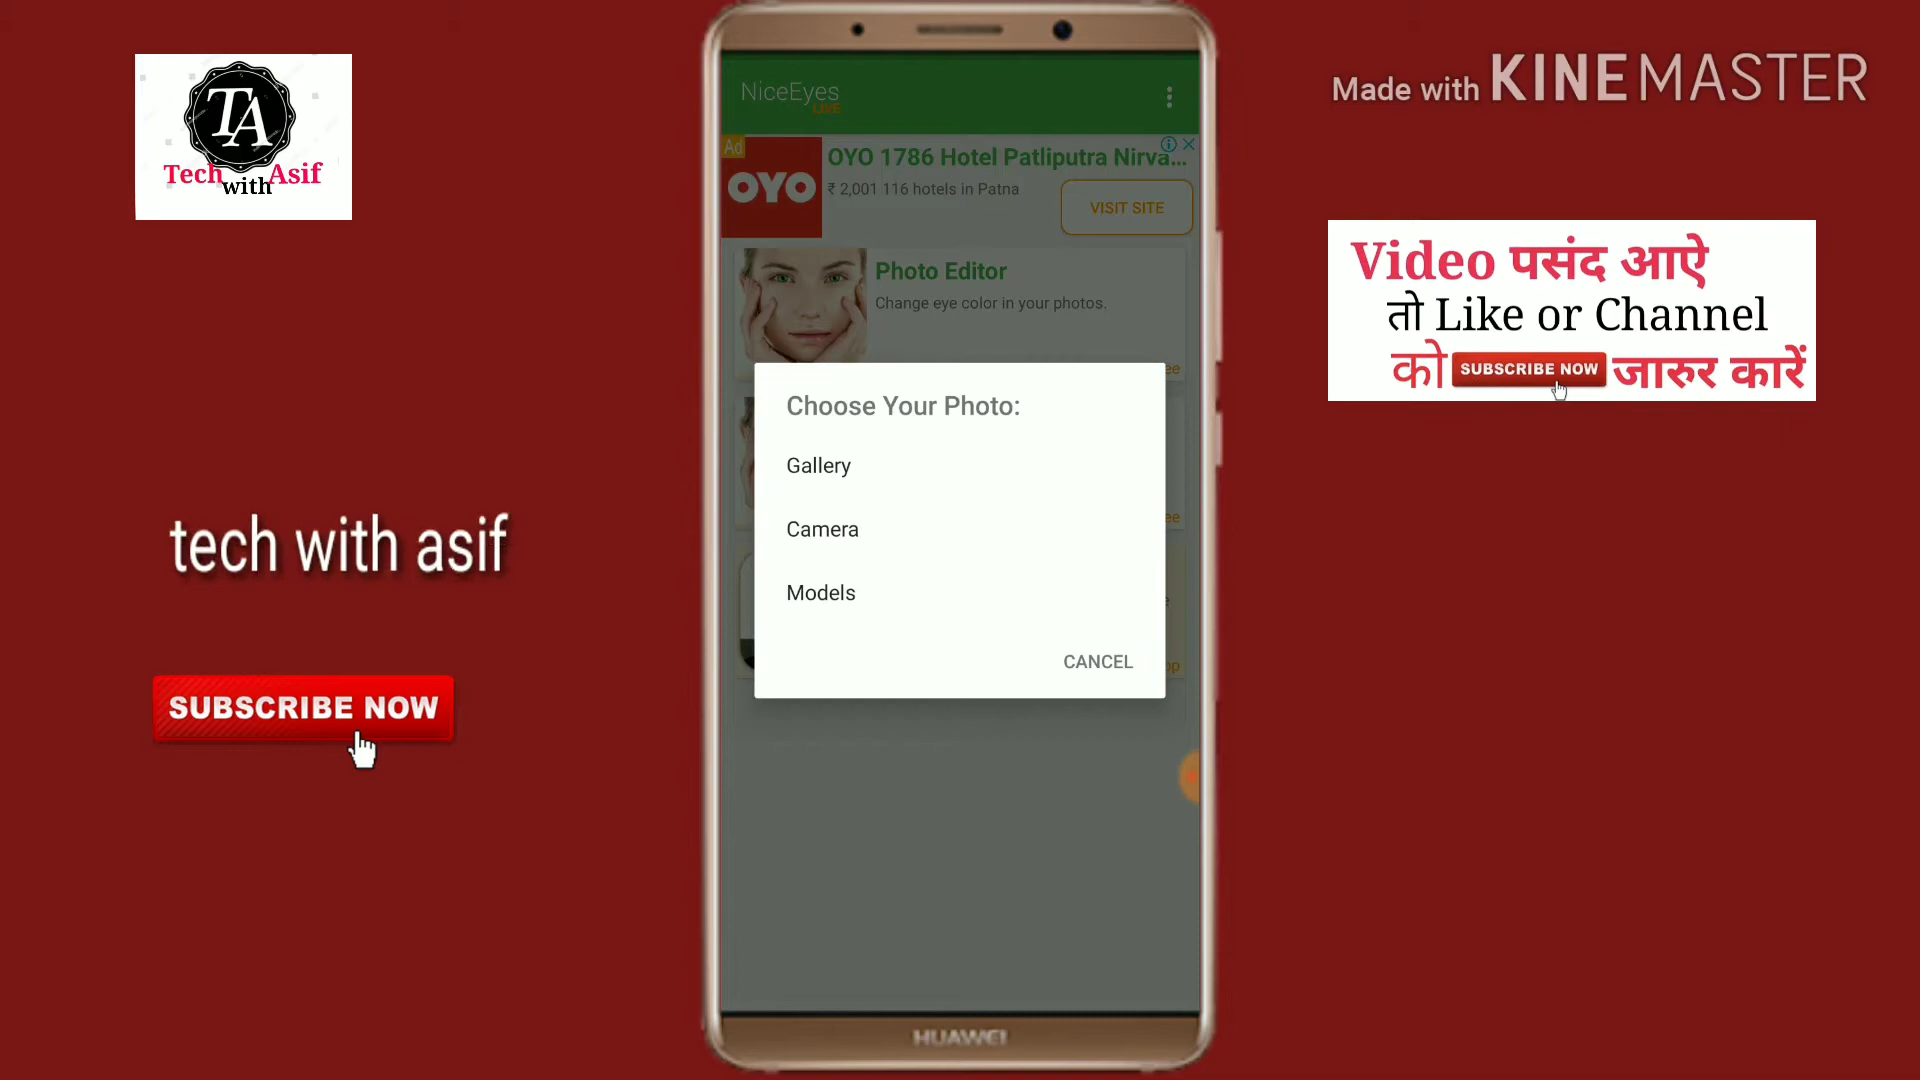 TA
Tech with Asif
tech with asif
SUBSCRIBE NOW
NiceEyes
LIVE
Ad
OYO
OYO 1786 Hotel Patliputra Nirva...
₹ 2,001 116 hotels in Patna
VISIT SITE
Photo Editor
Change eye color in your photos.
Choose Your Photo:
Gallery
Camera
Models
CANCEL
HUAWEI
Made with KINEMASTER
Video पसंद आऐ
तो Like or Channel
को SUBSCRIBE NOW जारुर कारें